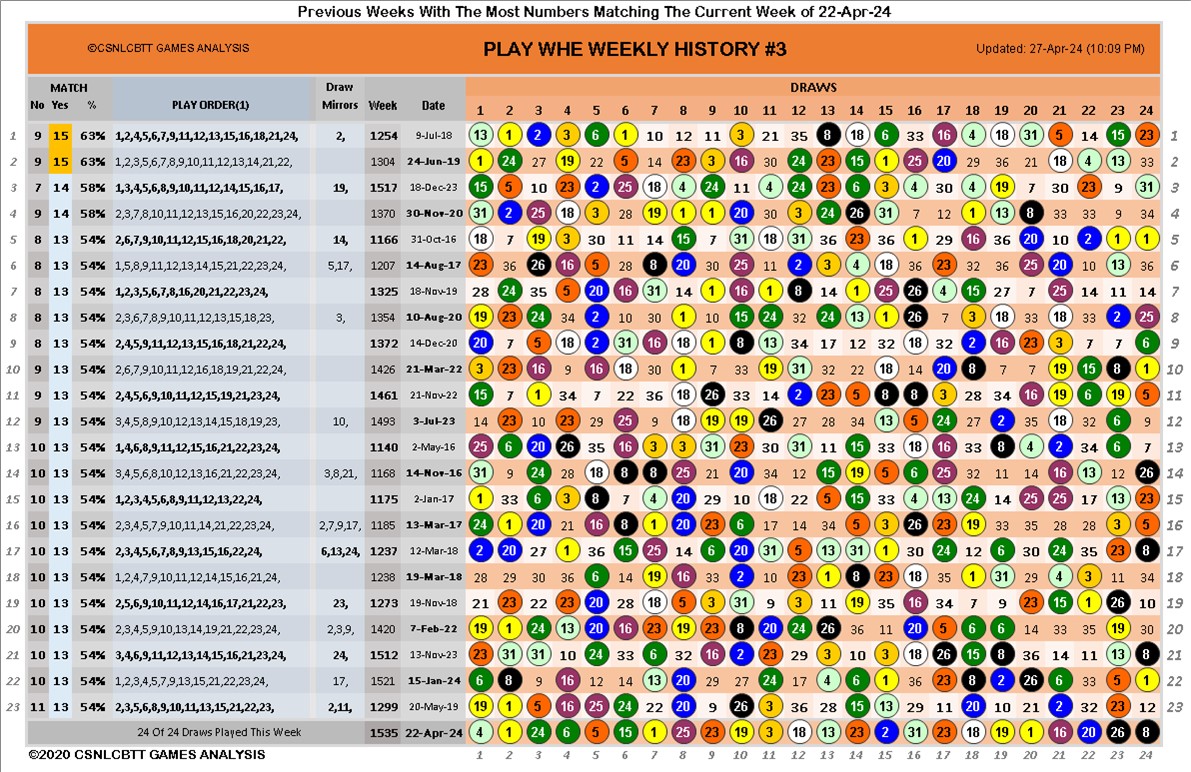 Previous Weeks With The Most Numbers Matching The Current Week of 22-Apr-24
©CSNLCBTT GAMES ANALYSIS PLAY WHE WEEKLY HISTORY #3 Updated: 27-Apr-24 (10:09 PM)
MATCH Draw DRAWS
No Yes % PLAY ORDER(1) Mirrors Week Date 1 2 3 4 5 6 7 8 9 10 11 12 13 14 15 16 17 18 19 20 21 22 23 24
1 9 15 63% 1,2,4,5,6,7,9,11,12,13,15,16,18,21,24, 2, 1254 9-Jul-18 13 1 2 3 6 1 10 12 11 3 21 35 8 18 6 33 16 4 18 31 5 14 15 23 1
2 9 15 63% 1,2,3,5,6,7,8,9,10,11,12,13,14,21,22, 1304 24-Jun-19 1 24 27 19 22 5 14 23 3 16 30 24 23 15 1 25 20 29 36 21 18 4 13 33 2
3 7 14 58% 1,3,4,5,6,8,9,10,11,12,14,15,16,17, 19, 1517 18-Dec-23 15 5 10 23 2 25 18 4 24 11 4 24 23 6 3 4 30 4 19 7 30 23 9 31 3
4 9 14 58% 2,3,7,8,10,11,12,13,15,16,20,22,23,24, 1370 30-Nov-20 31 2 25 18 3 28 19 1 1 20 30 3 24 26 31 7 12 1 13 8 33 33 9 34 4
5 8 13 54% 2,6,7,9,10,11,12,15,16,18,20,21,22, 14, 1166 31-Oct-16 18 7 19 3 30 11 14 15 7 31 18 31 36 23 36 1 29 16 36 20 10 2 1 1 5
6 8 13 54% 1,5,8,9,11,12,13,14,15,21,22,23,24, 5,17, 1207 14-Aug-17 23 36 26 16 5 28 8 20 30 25 11 2 3 4 18 36 23 32 36 25 20 10 13 36 6
7 8 13 54% 1,2,3,5,6,7,8,16,20,21,22,23,24, 1325 18-Nov-19 28 24 35 5 20 16 31 14 1 16 1 8 14 1 25 26 4 15 27 7 25 14 11 14 7
8 8 13 54% 2,3,6,7,8,9,10,11,12,13,15,18,23, 3, 1354 10-Aug-20 19 23 24 34 2 10 30 1 10 15 24 32 24 13 1 26 7 3 18 33 18 33 2 25 8
9 8 13 54% 2,4,5,9,11,12,13,15,16,18,21,22,24, 1372 14-Dec-20 20 7 5 18 2 31 16 18 1 8 13 34 17 12 32 18 32 2 16 23 3 7 7 6 9
10 9 13 54% 2,6,7,9,10,11,12,16,18,19,21,23,24, 1426 21-Mar-22 3 23 16 9 16 18 30 1 7 33 19 31 32 22 18 14 20 8 7 7 19 15 8 1 10
11 9 13 54% 2,4,5,6,9,10,11,12,15,19,21,23,24, 1461 21-Nov-22 15 7 1 34 7 22 36 18 26 33 14 2 23 5 8 8 3 28 34 16 19 6 19 5 11
12 9 13 54% 3,4,5,8,9,10,12,13,14,15,18,19,23, 10, 1493 3-Jul-23 14 23 10 23 29 25 9 18 19 19 26 27 28 34 13 5 24 27 2 35 18 32 6 9 12
13 10 13 54% 1,4,6,8,9,11,12,15,16,21,22,23,24, 1140 2-May-16 25 6 20 26 35 16 3 3 31 23 30 31 11 15 33 18 16 33 8 4 2 34 6 7 13
14 10 13 54% 3,4,5,6,8,10,12,13,16,21,22,23,24, 3,8,21, 1168 14-Nov-16 31 9 24 28 18 8 8 25 21 20 34 12 15 19 5 6 25 32 11 21 16 13 12 26 14
15 10 13 54% 1,2,3,4,5,6,8,9,11,12,13,22,24, 1175 2-Jan-17 1 33 6 3 8 7 4 20 29 10 18 22 5 15 33 4 13 24 14 25 25 17 13 23 15
16 10 13 54% 2,3,4,5,7,9,10,11,14,21,22,23,24, 2,7,9,17, 1185 13-Mar-17 24 1 20 21 16 8 1 20 23 6 17 14 34 5 3 26 23 19 33 35 28 28 3 5 16
17 10 13 54% 2,3,4,5,6,7,8,9,13,15,16,22,24, 6,13,24, 1237 12-Mar-18 2 20 27 1 36 15 25 14 6 20 31 5 13 31 1 30 24 12 6 30 24 35 23 8 17
18 10 13 54% 1,2,4,7,9,10,11,12,14,15,16,21,24, 1238 19-Mar-18 28 29 30 36 6 14 19 16 33 2 10 23 1 8 23 18 35 1 31 29 4 3 11 34 18
19 10 13 54% 2,5,6,9,10,11,12,14,16,17,21,22,23, 23, 1273 19-Nov-18 21 23 22 23 20 28 18 5 3 31 9 3 11 19 35 16 34 7 9 23 15 1 26 10 19
20 10 13 54% 2,3,4,5,9,10,13,14,19,21,22,23,24, 2,3,9, 1420 7-Feb-22 19 1 24 13 20 16 23 19 23 8 20 24 26 36 11 20 5 6 6 14 33 35 19 30 20
21 10 13 54% 3,4,6,9,11,12,13,14,15,16,21,23,24, 24, 1512 13-Nov-23 23 31 31 10 24 33 6 32 16 2 23 29 3 10 3 18 26 15 8 36 14 11 13 8 21
22 10 13 54% 1,2,4,5,7,9,10,13,15,21,22,23,24, 17, 1521 15-Jan-24 6 8 9 16 12 14 13 20 29 27 24 17 4 6 1 36 23 8 2 26 6 33 5 1 22
23 11 13 54% 2,3,5,6,8,9,10,11,13,15,21,22,23, 2,11, 1299 20-May-19 19 1 5 16 25 24 22 20 9 26 3 36 28 15 13 29 11 20 10 21 2 32 23 12 23
24 Of 24 Draws Played This Week 1535 22-Apr-24 4 1 24 6 5 15 1 25 23 19 3 18 13 23 2 31 23 18 19 1 16 20 26 8
©2020 CSNLCBTT GAMES ANALYSIS 1 2 3 4 5 6 7 8 9 10 11 12 13 14 15 16 17 18 19 20 21 22 23 24